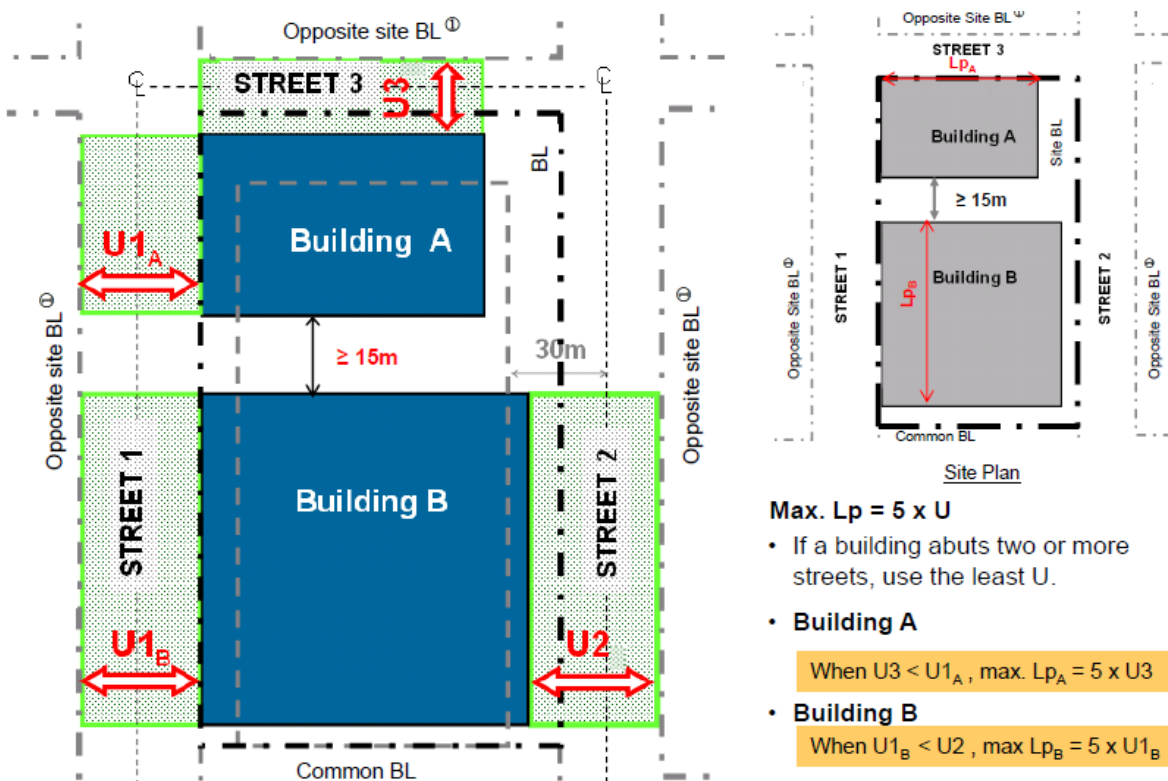 Opposite site BL ①
STREET 3
U3
℄
℄
BL
Building A
U1A
Opposite site BL ①
≥ 15m
30m
Opposite site BL ①
STREET 1
Building B
STREET 2
U1B
U2
Common BL
Opposite Site BL ①
STREET 3
LpA
Building A
Site BL
≥ 15m
STREET 1
LpB
Building B
STREET 2
Opposite Site BL ①
Opposite Site BL ①
Common BL
Site Plan
Max. Lp = 5 x U
• If a building abuts two or more
streets, use the least U.
• Building A
When U3 < U1A , max. LpA = 5 x U3
• Building B
When U1B < U2 , max LpB = 5 x U1B